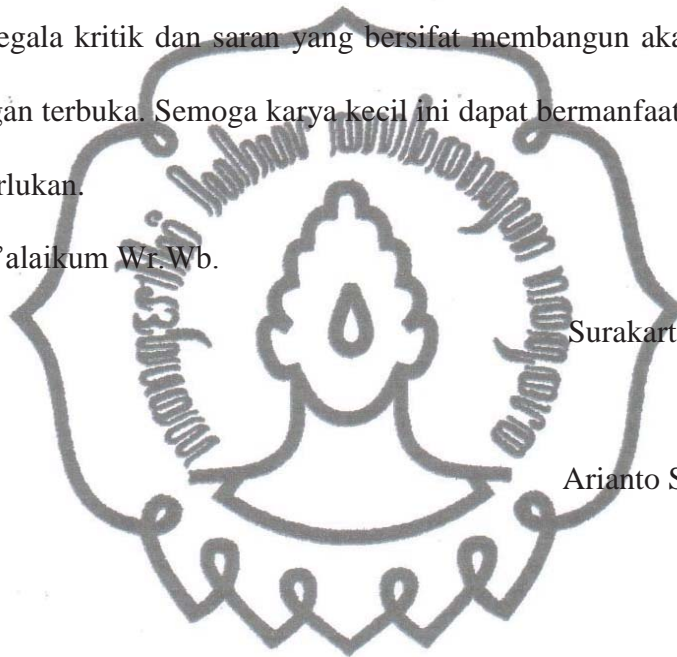 egala kritik dan saran yang bersifat membangun aka
gan terbuka. Semoga karya kecil ini dapat bermanfaat
rlukan.
’alaikum Wr.Wb.
Surakart
Arianto S